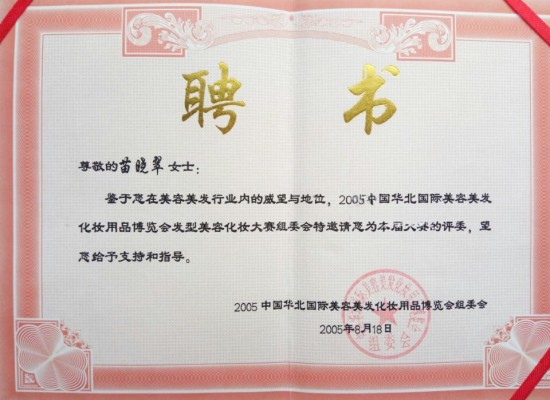 聘书
尊敬的苗晓翠女士：
鉴于您在美容美发行业内的威望与地位，2005中国华北国际美容美发
化妆用品博览会发型美容化妆大赛组委会特邀请您为本届大赛的评委，望
您给予支持和指导。
2005中国华北国际美容美发化妆用品博览会组委会
2005年8月18日
组委会